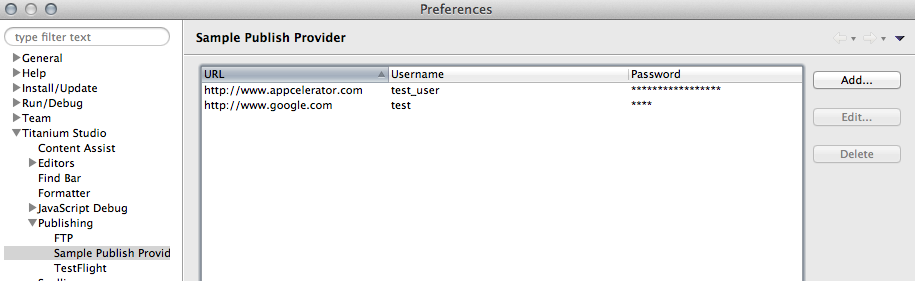 Preferences
type filter text
General
Help
Install/Update
Run/Debug
Team
Titanium Studio
Content Assist
Editors
Find Bar
Formatter
JavaScript Debug
Publishing
FTP
Sample Publish Provid
TestFlight
Sample Publish Provider
URL Username Password
http://www.appcelerator.com test_user *****************
http://www.google.com test ****
Add...
Edit...
Delete